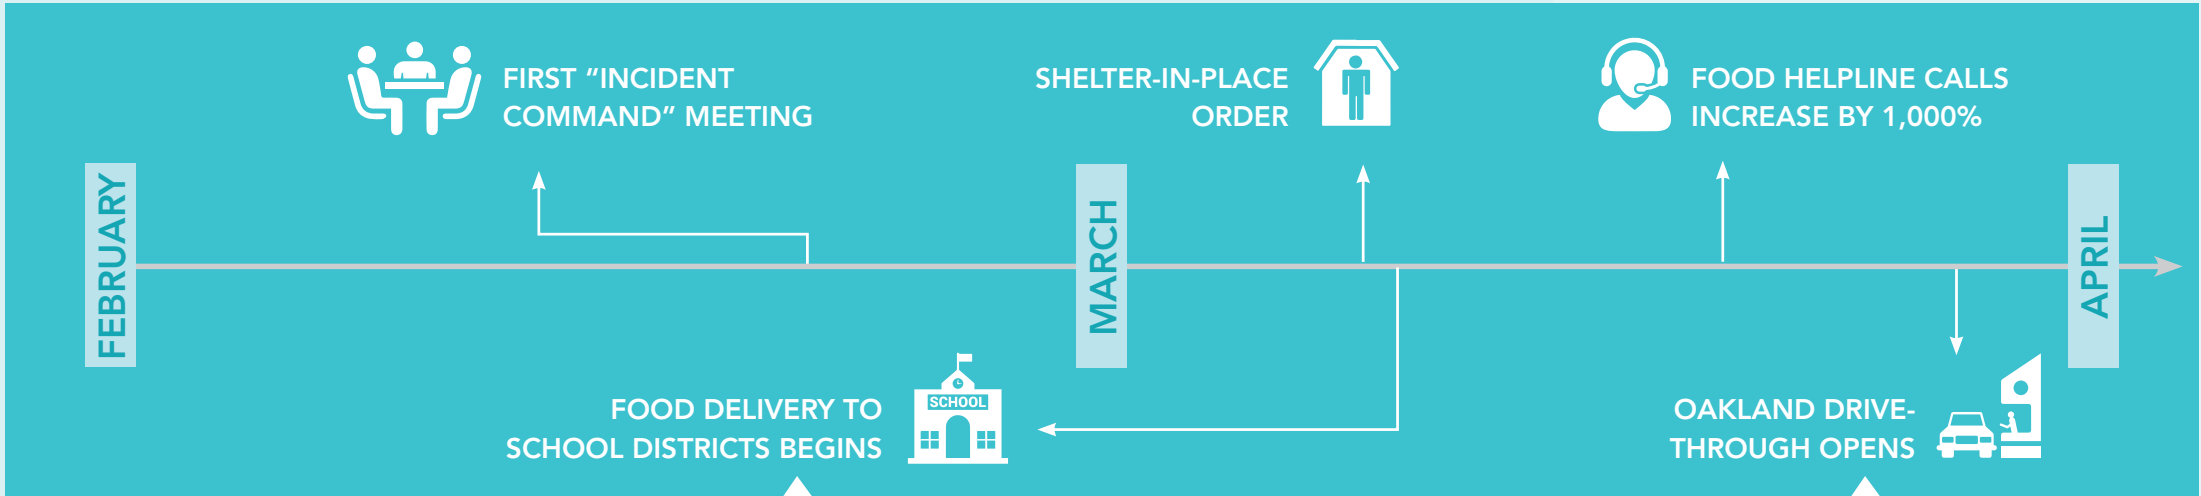 FIRST “INCIDENT
COMMAND” MEETING
SHELTER-IN-PLACE
ORDER
FOOD HELPLINE CALLS
INCREASE BY 1,000%
FEBRUARY
MARCH
APRIL
FOOD DELIVERY TO
SCHOOL DISTRICTS BEGINS
SCHOOL
OAKLAND DRIVE-
THROUGH OPENS